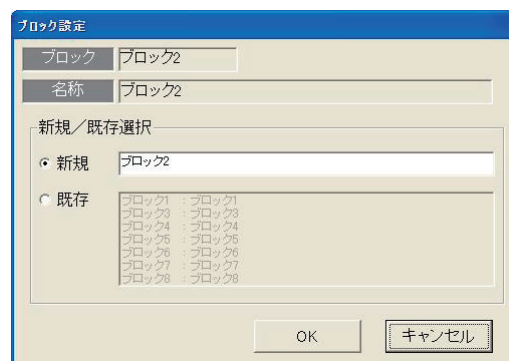 ブロック設定
ブロック ブロック2
名称 ブロック2
新規／既存選択
新規 ブロック2
既存
ブロック1 : ブロック1
ブロック3 : ブロック3
ブロック4 : ブロック4
ブロック5 : ブロック5
ブロック6 : ブロック6
ブロック7 : ブロック7
ブロック8 : ブロック8
OK キャンセル